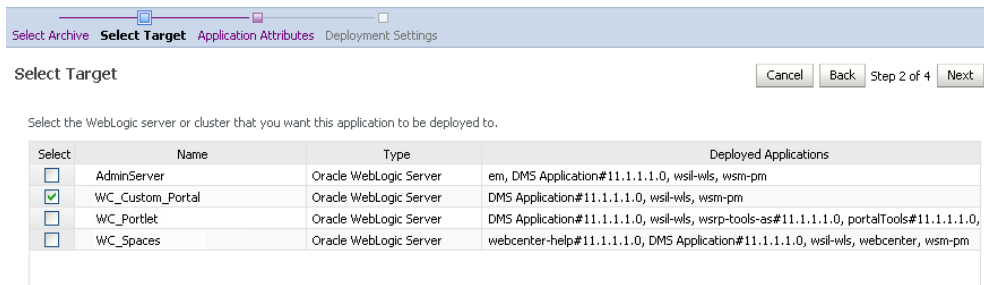 Select Archive Select Target Application Attributes Deployment Settings
Select Target Cancel Back Step 2 of 4 Next
Select the WebLogic server or cluster that you want this application to be deployed to.
Select Name Type Deployed Applications
AdminServer Oracle WebLogic Server em, DMS Application#11.1.1.1.0, wsil-wls, wsm-pm
WC_Custom_Portal Oracle WebLogic Server DMS Application#11.1.1.1.0, wsil-wls, wsm-pm
WC_Portlet Oracle WebLogic Server DMS Application#11.1.1.1.0, wsil-wls, wsrp-tools-as#11.1.1.1.0, portalTools#11.1.1.1.0,
WC_Spaces Oracle WebLogic Server webcenter-help#11.1.1.1.0, DMS Application#11.1.1.1.0, wsil-wls, webcenter, wsm-pm